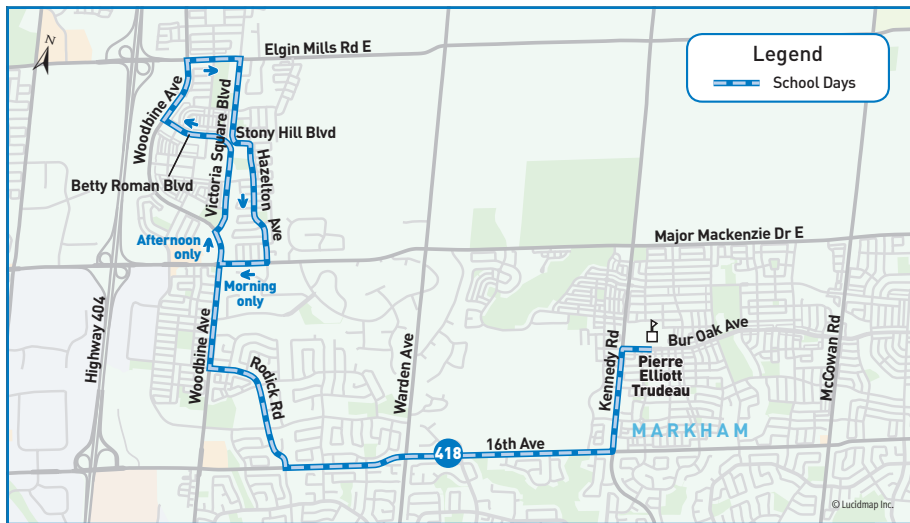 N
Elgin Mills Rd E
Legend
School Days
Woodbine Ave
Victoria Square Blvd
Stony Hill Blvd
Hazelton Ave
Betty Roman Blvd
Afternoon
only
Major Mackenzie Dr E
Morning
only
Highway 404
Woodbine Ave
Rodick Rd
Warden Ave
Kennedy Rd
Bur Oak Ave
McCowan Rd
Pierre
Elliott
Trudeau
MARKHAM
16th Ave
418
© Lucidmap Inc.